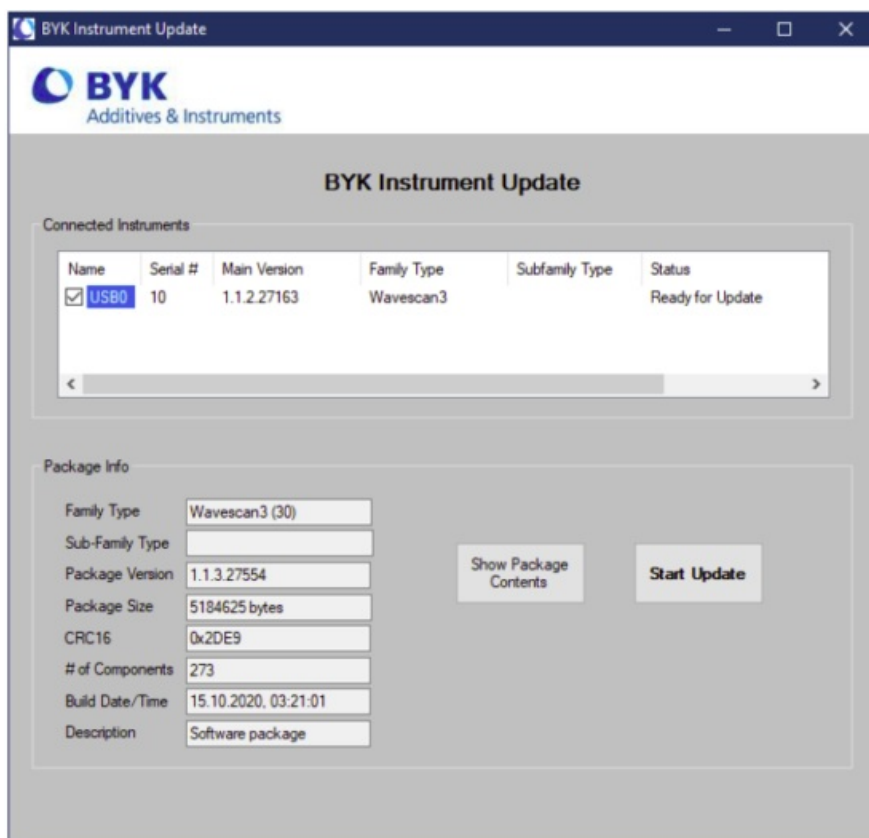 BYK Instrument Update
BYK
Additives & Instruments
BYK Instrument Update
Connected Instruments
Name Serial # Main Version Family Type Subfamily Type Status
USB0 10 1.1.2.27163 Wavescan3 Ready for Update
Package Info
Family Type Wavescan3 (30)
Sub-Family Type
Package Version 1.1.3.27554
Package Size 5184625 bytes
CRC16 0x2DE9
# of Components 273
Build Date/Time 15.10.2020, 03:21:01
Description Software package
Show Package
Contents
Start Update